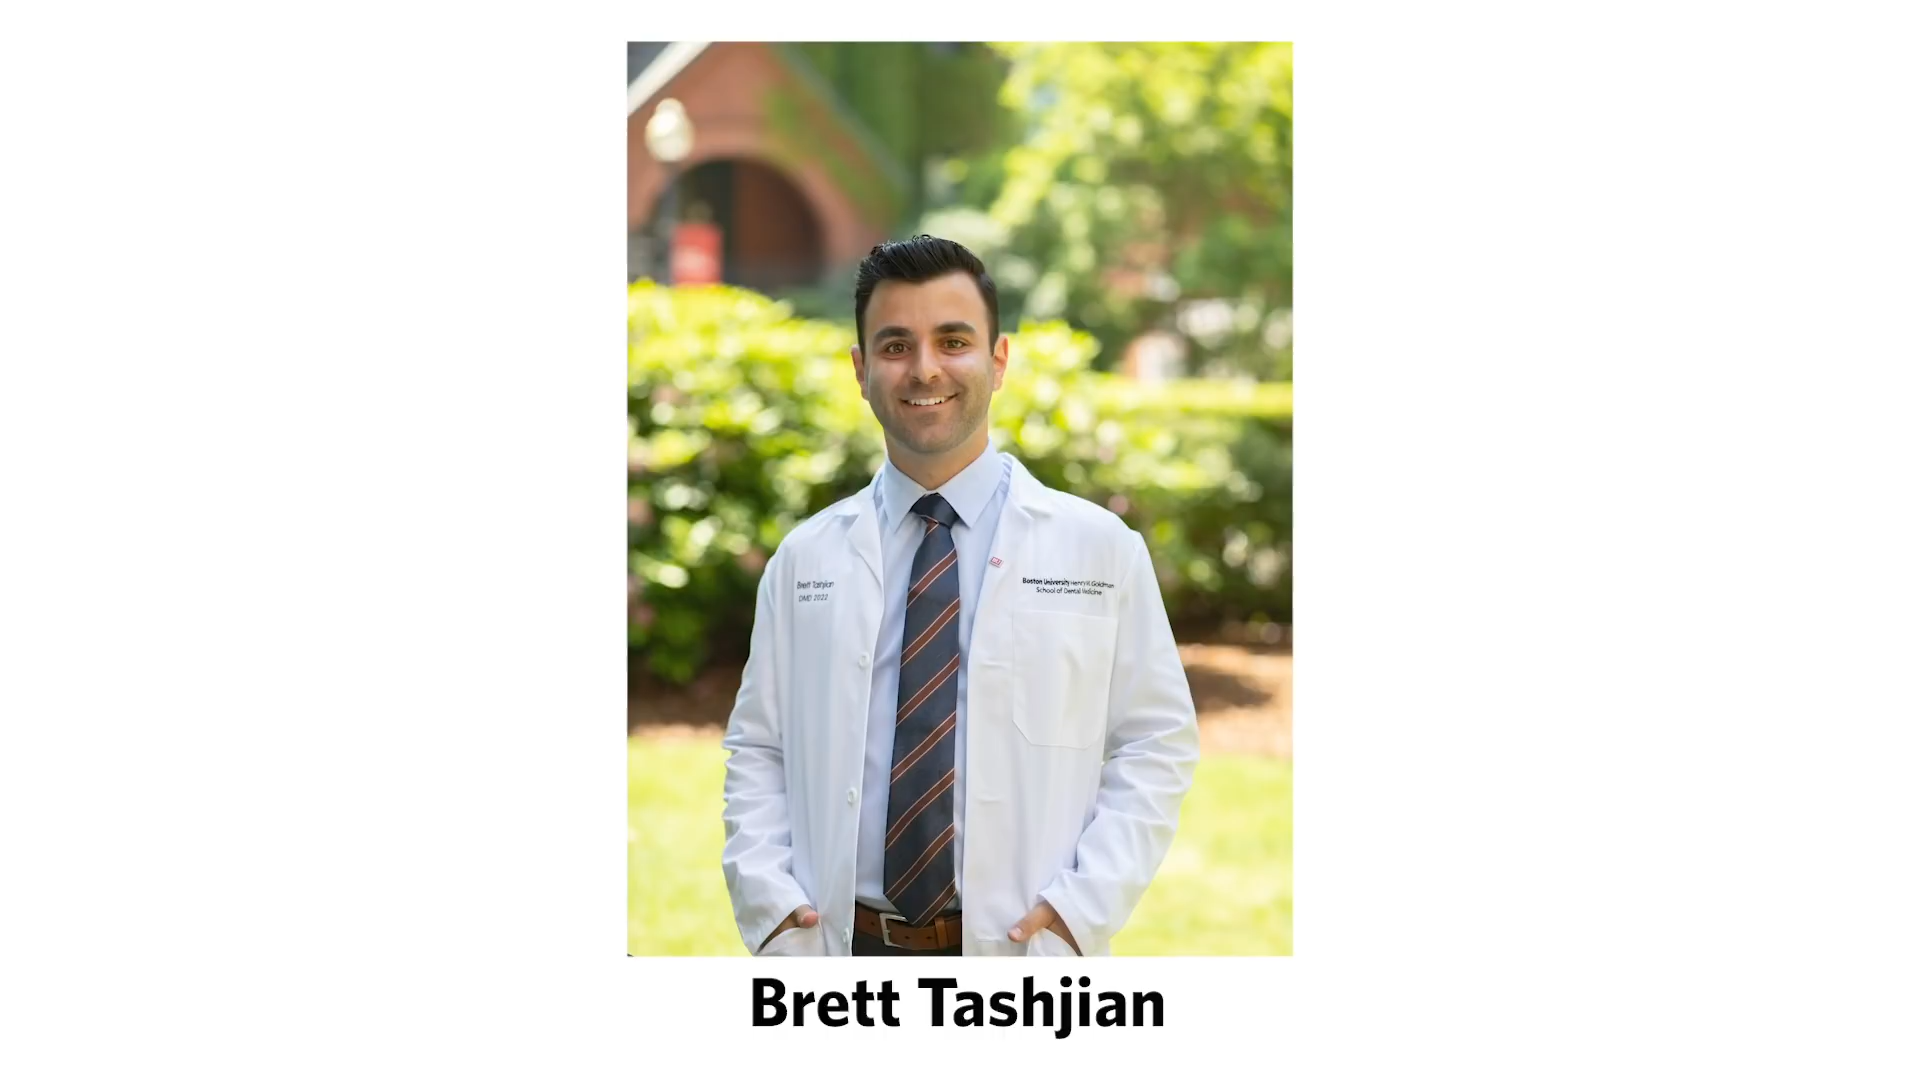 Brett Tashjian
DMD 2022
Boston University Henry M. Goldman
School of Dental Medicine
Brett Tashjian